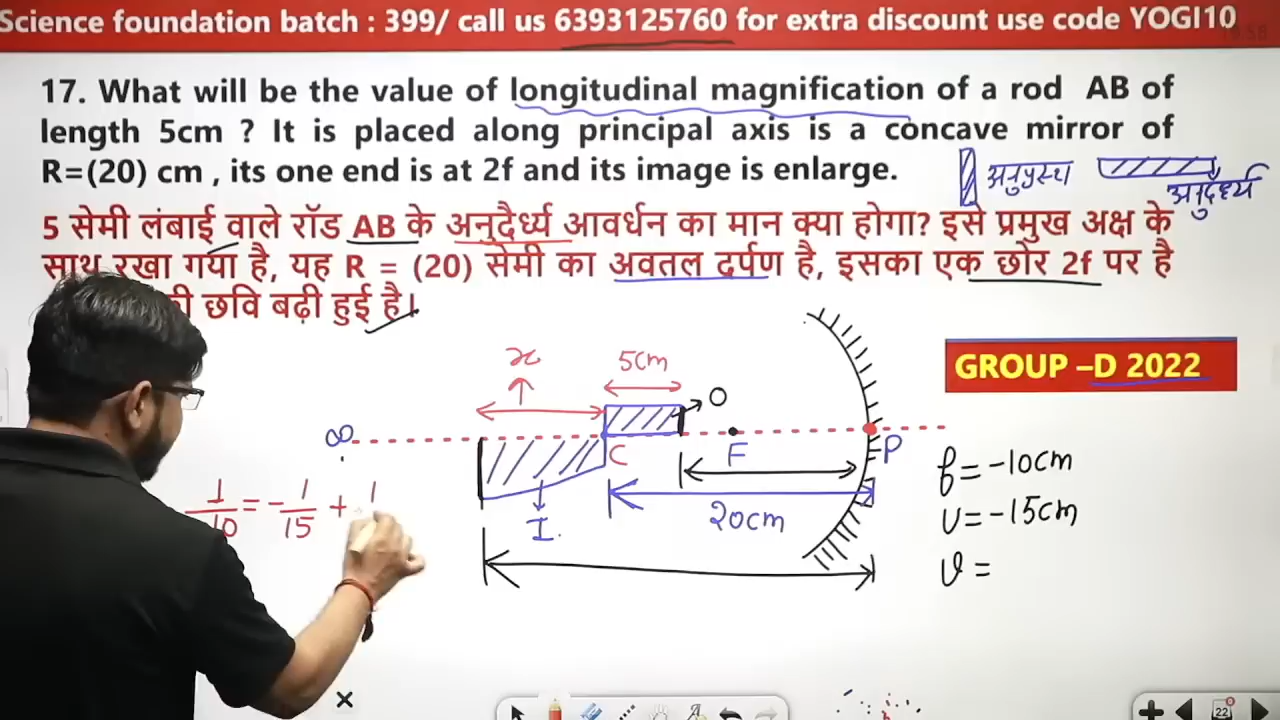 Science foundation batch : 399/ call us 6393125760 for extra discount use code YOGI10
17. What will be the value of longitudinal magnification of a rod AB of
length 5cm ? It is placed along principal axis is a concave mirror of
R=(20) cm , its one end is at 2f and its image is enlarge.
अनुप्रस्थ
अनुदैर्ध्य
5 सेमी लंबाई वाले रॉड AB के अनुदैर्ध्य आवर्धन का मान क्या होगा? इसे प्रमुख अक्ष के
साथ रखा गया है, यह R = (20) सेमी का अवतल दर्पण है, इसका एक छोर 2f पर है
छवि बढ़ी हुई है।
GROUP –D 2022
x
5cm
O
∞
C
F
P
I.
20cm
f = -10cm
u = -15cm
v =
1/10 = -1/15 + 1
22